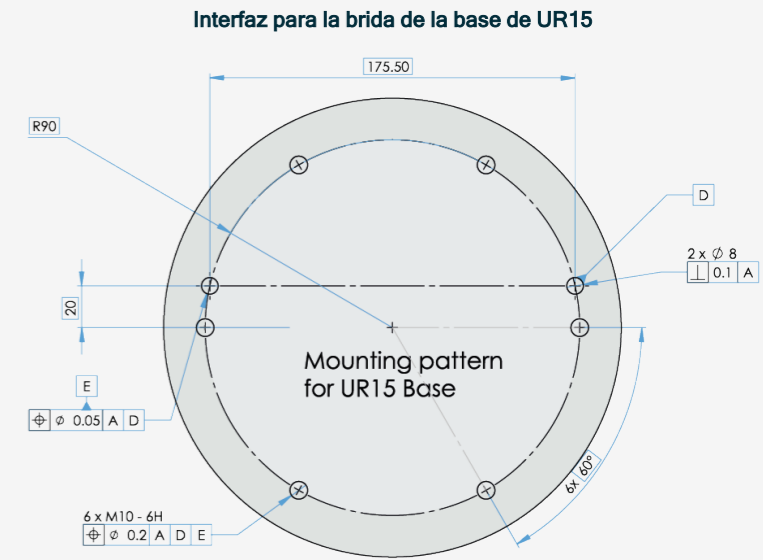 Interfaz para la brida de la base de UR15
175.50
R90
D
2 x ∅ 8
⟂ 0.1 A
20
Mounting pattern
for UR15 Base
E
⌖ ∅ 0.05 A D
6x 60°
6 x M10 - 6H
⌖ ∅ 0.2 A D E